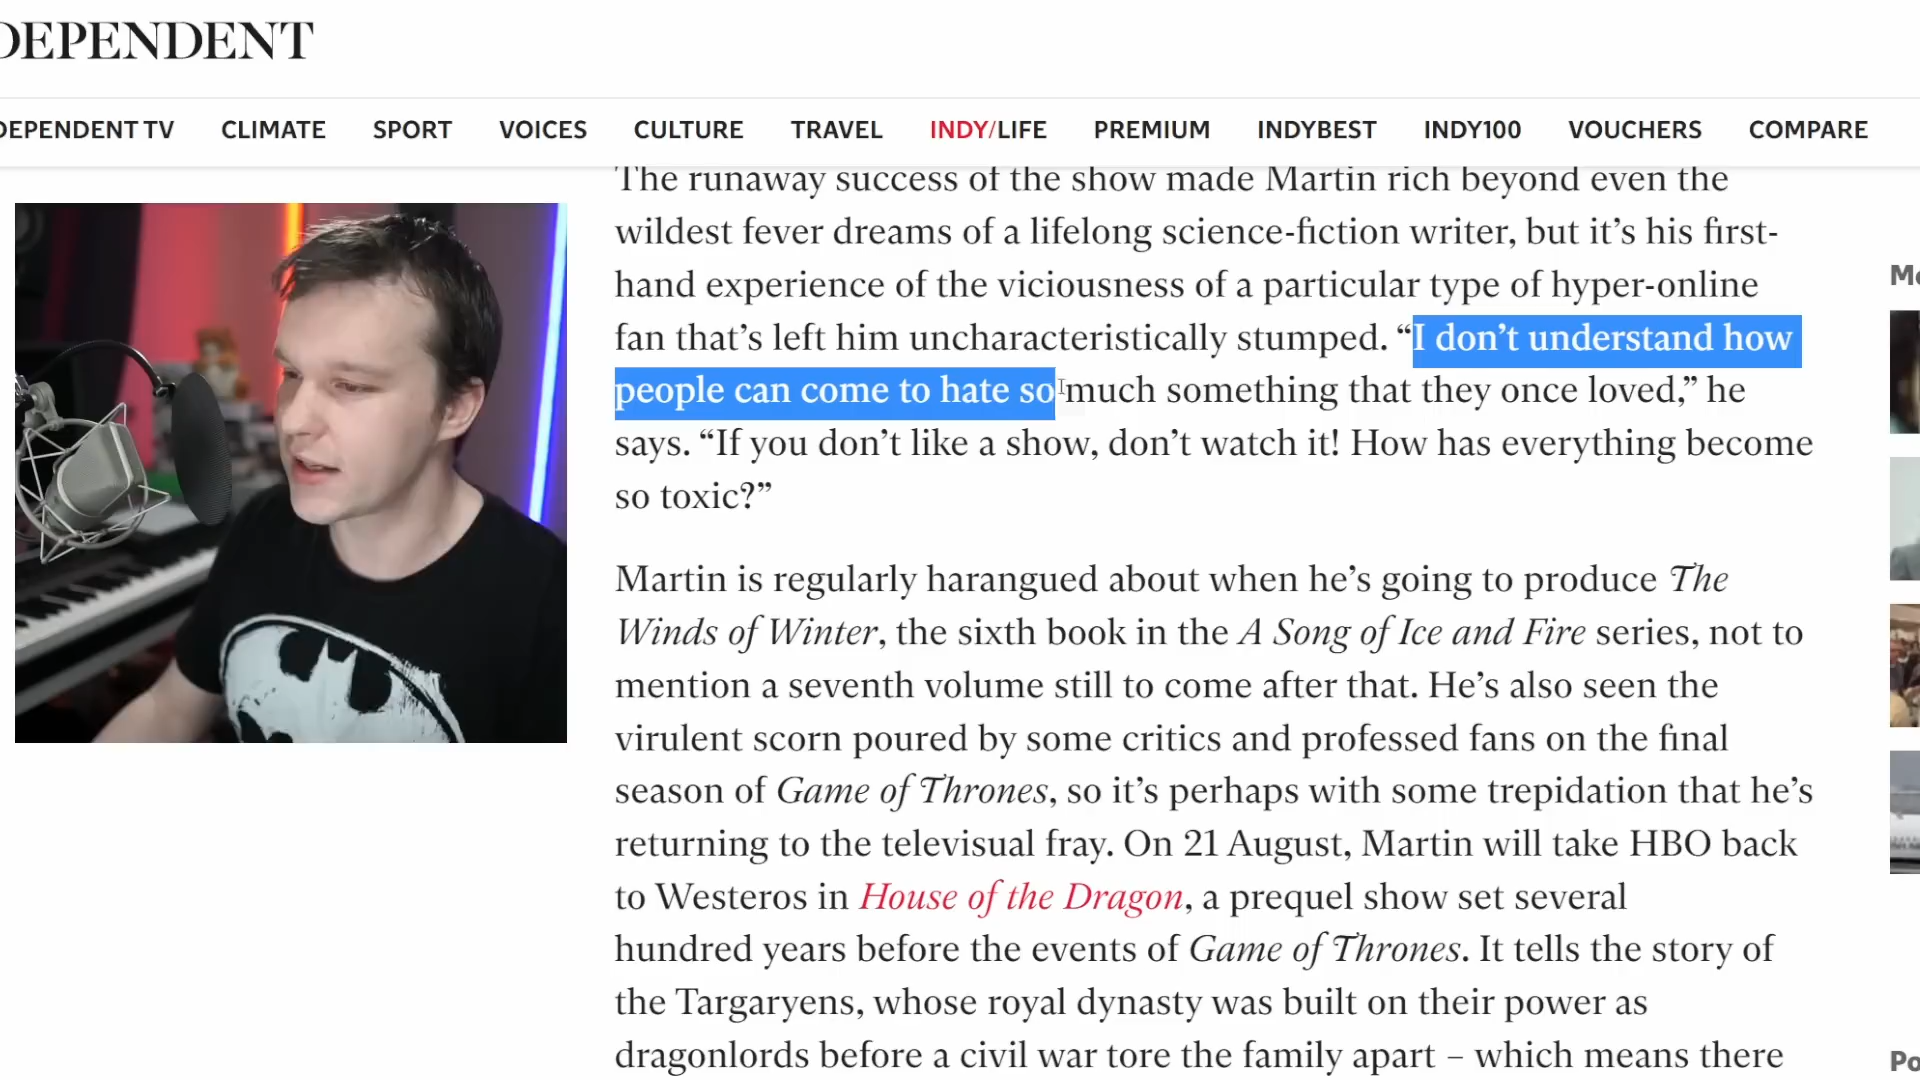 DEPENDENT
DEPENDENT TV CLIMATE SPORT VOICES CULTURE TRAVEL INDY/LIFE PREMIUM INDYBEST INDY100 VOUCHERS COMPARE
The runaway success of the show made Martin rich beyond even the
wildest fever dreams of a lifelong science-fiction writer, but it’s his first-
hand experience of the viciousness of a particular type of hyper-online
fan that’s left him uncharacteristically stumped. “I don’t understand how
people can come to hate so much something that they once loved,” he
says. “If you don’t like a show, don’t watch it! How has everything become
so toxic?”
Martin is regularly harangued about when he’s going to produce The
Winds of Winter, the sixth book in the A Song of Ice and Fire series, not to
mention a seventh volume still to come after that. He’s also seen the
virulent scorn poured by some critics and professed fans on the final
season of Game of Thrones, so it’s perhaps with some trepidation that he’s
returning to the televisual fray. On 21 August, Martin will take HBO back
to Westeros in House of the Dragon, a prequel show set several
hundred years before the events of Game of Thrones. It tells the story of
the Targaryens, whose royal dynasty was built on their power as
dragonlords before a civil war tore the family apart – which means there